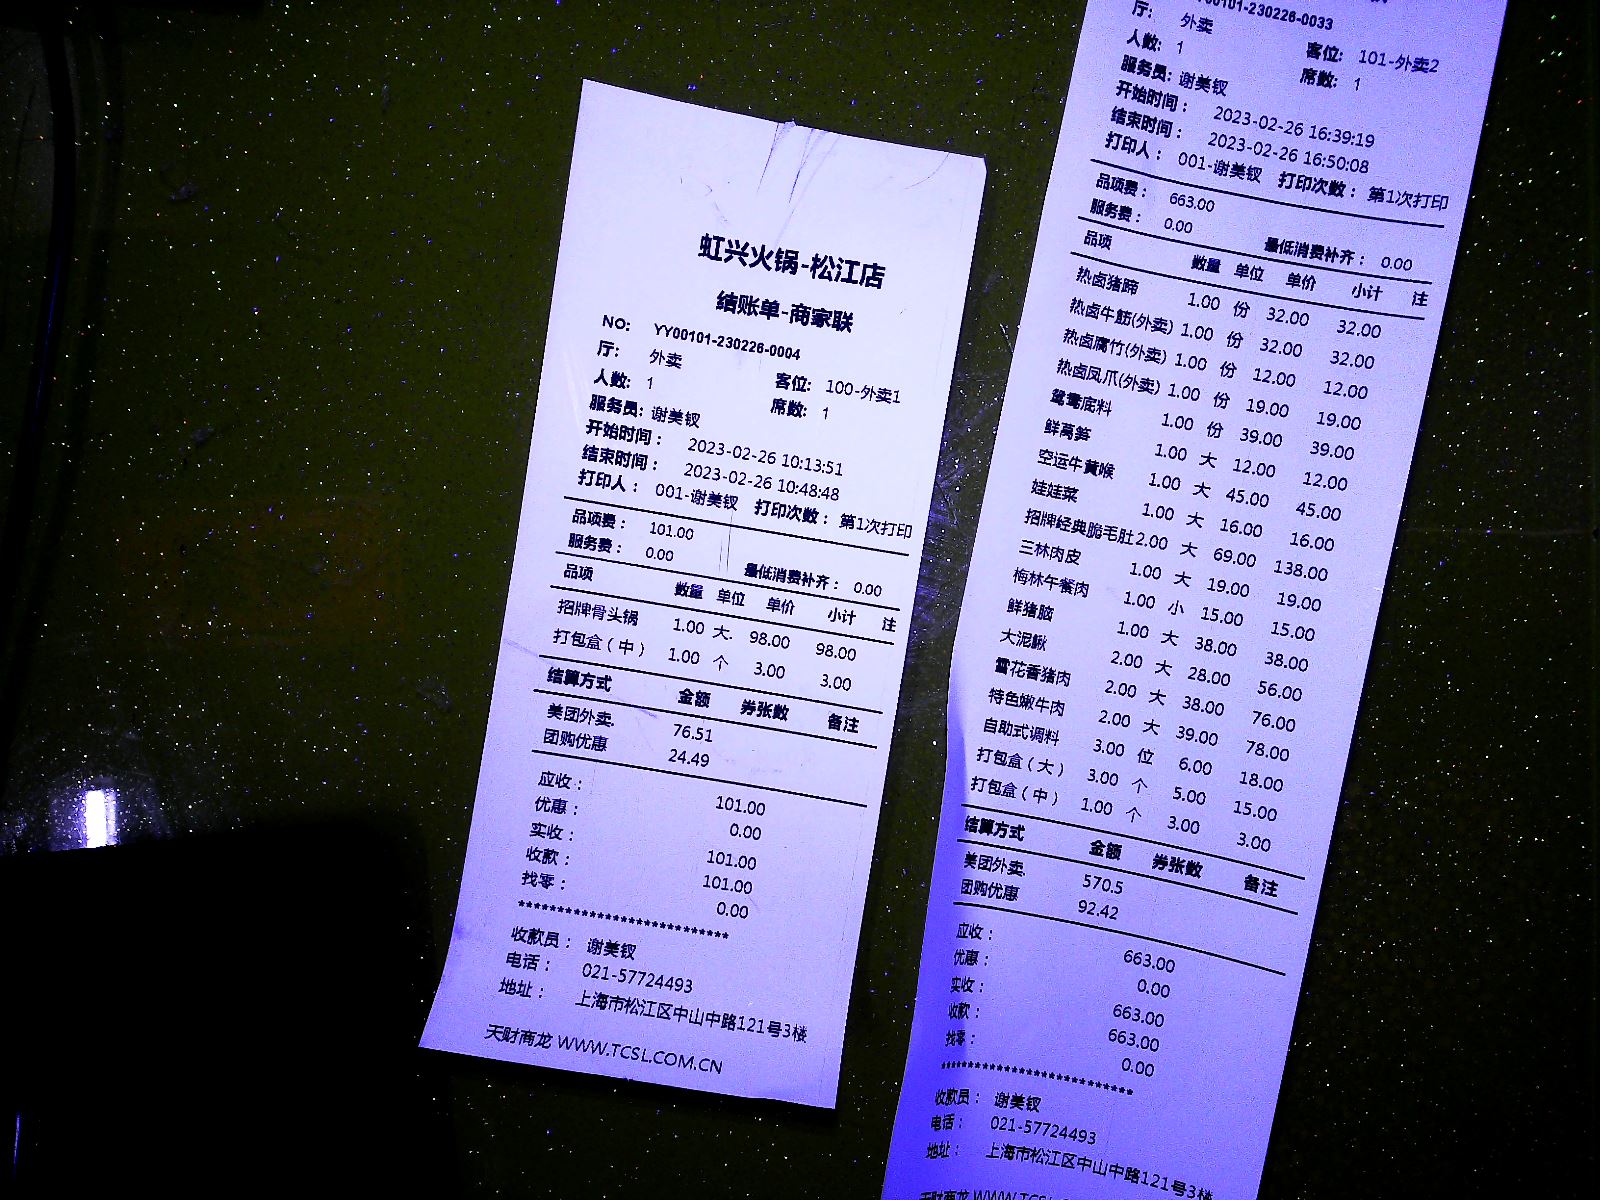 虹兴火锅-松江店
结账单-商家联
NO: YY00101-230226-0004
厅: 外卖 客位: 100-外卖1
人数: 1 席数: 1
服务员: 谢美钗
开始时间: 2023-02-26 10:13:51
结束时间: 2023-02-26 10:48:48
打印人: 001-谢美钗 打印次数: 第1次打印
品项费: 101.00
服务费: 0.00 最低消费补齐: 0.00
品项 数量 单位 单价 小计 注
招牌骨头锅 1.00 大. 98.00 98.00
打包盒(中) 1.00 个 3.00 3.00
结算方式 金额 券张数 备注
美团外卖. 76.51
团购优惠 24.49
应收: 101.00
优惠: 0.00
实收: 101.00
收款: 101.00
找零: 0.00
******************************
收款员: 谢美钗
电话: 021-57724493
地址: 上海市松江区中山中路121号3楼
天财商龙 WWW.TCSL.COM.CN
00101-230226-0033
厅: 外卖 客位: 101-外卖2
人数: 1 席数: 1
服务员: 谢美钗
开始时间: 2023-02-26 16:39:19
结束时间: 2023-02-26 16:50:08
打印人: 001-谢美钗 打印次数: 第1次打印
品项费: 663.00
服务费: 0.00 最低消费补齐: 0.00
品项 数量 单位 单价 小计 注
热卤猪蹄 1.00 份 32.00 32.00
热卤牛筋(外卖) 1.00 份 32.00 32.00
热卤腐竹(外卖) 1.00 份 12.00 12.00
热卤凤爪(外卖) 1.00 份 19.00 19.00
鸳鸯底料 1.00 份 39.00 39.00
鲜莴笋 1.00 大 12.00 12.00
空运牛黄喉 1.00 大 45.00 45.00
娃娃菜 1.00 大 16.00 16.00
招牌经典脆毛肚 2.00 大 69.00 138.00
三林肉皮 1.00 大 19.00 19.00
梅林午餐肉 1.00 小 15.00 15.00
鲜猪脑 1.00 大 38.00 38.00
大泥鳅 2.00 大 28.00 56.00
雪花香猪肉 2.00 大 38.00 76.00
特色嫩牛肉 2.00 大 39.00 78.00
自助式调料 3.00 位 6.00 18.00
打包盒(大) 3.00 个 5.00 15.00
打包盒(中) 1.00 个 3.00 3.00
结算方式 金额 券张数 备注
美团外卖. 570.5
团购优惠 92.42
应收: 663.00
优惠: 0.00
实收: 663.00
收款: 663.00
找零: 0.00
******************************
收款员: 谢美钗
电话: 021-57724493
地址: 上海市松江区中山中路121号3楼
天财商龙 WWW.TCSL